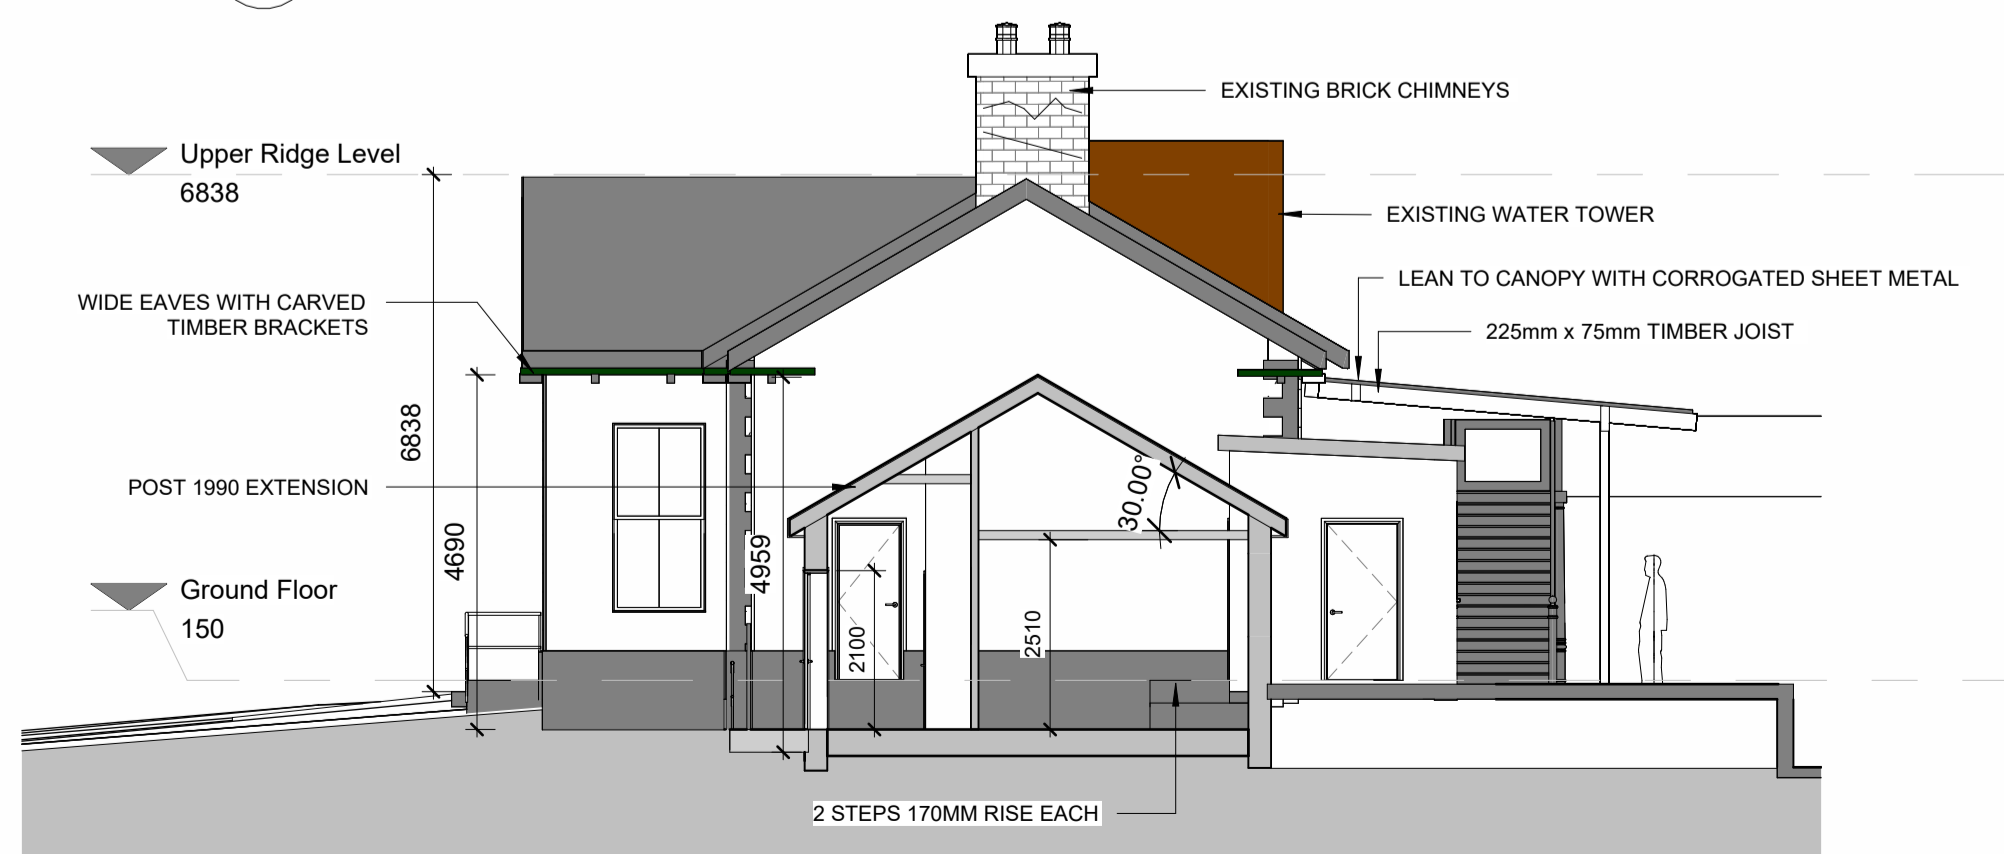 EXISTING BRICK CHIMNEYS
Upper Ridge Level
6838
EXISTING WATER TOWER
LEAN TO CANOPY WITH CORROGATED SHEET METAL
WIDE EAVES WITH CARVED
TIMBER BRACKETS
225mm x 75mm TIMBER JOIST
6838
POST 1990 EXTENSION
30.00°
4690
4959
Ground Floor
150
2100
2510
2 STEPS 170MM RISE EACH